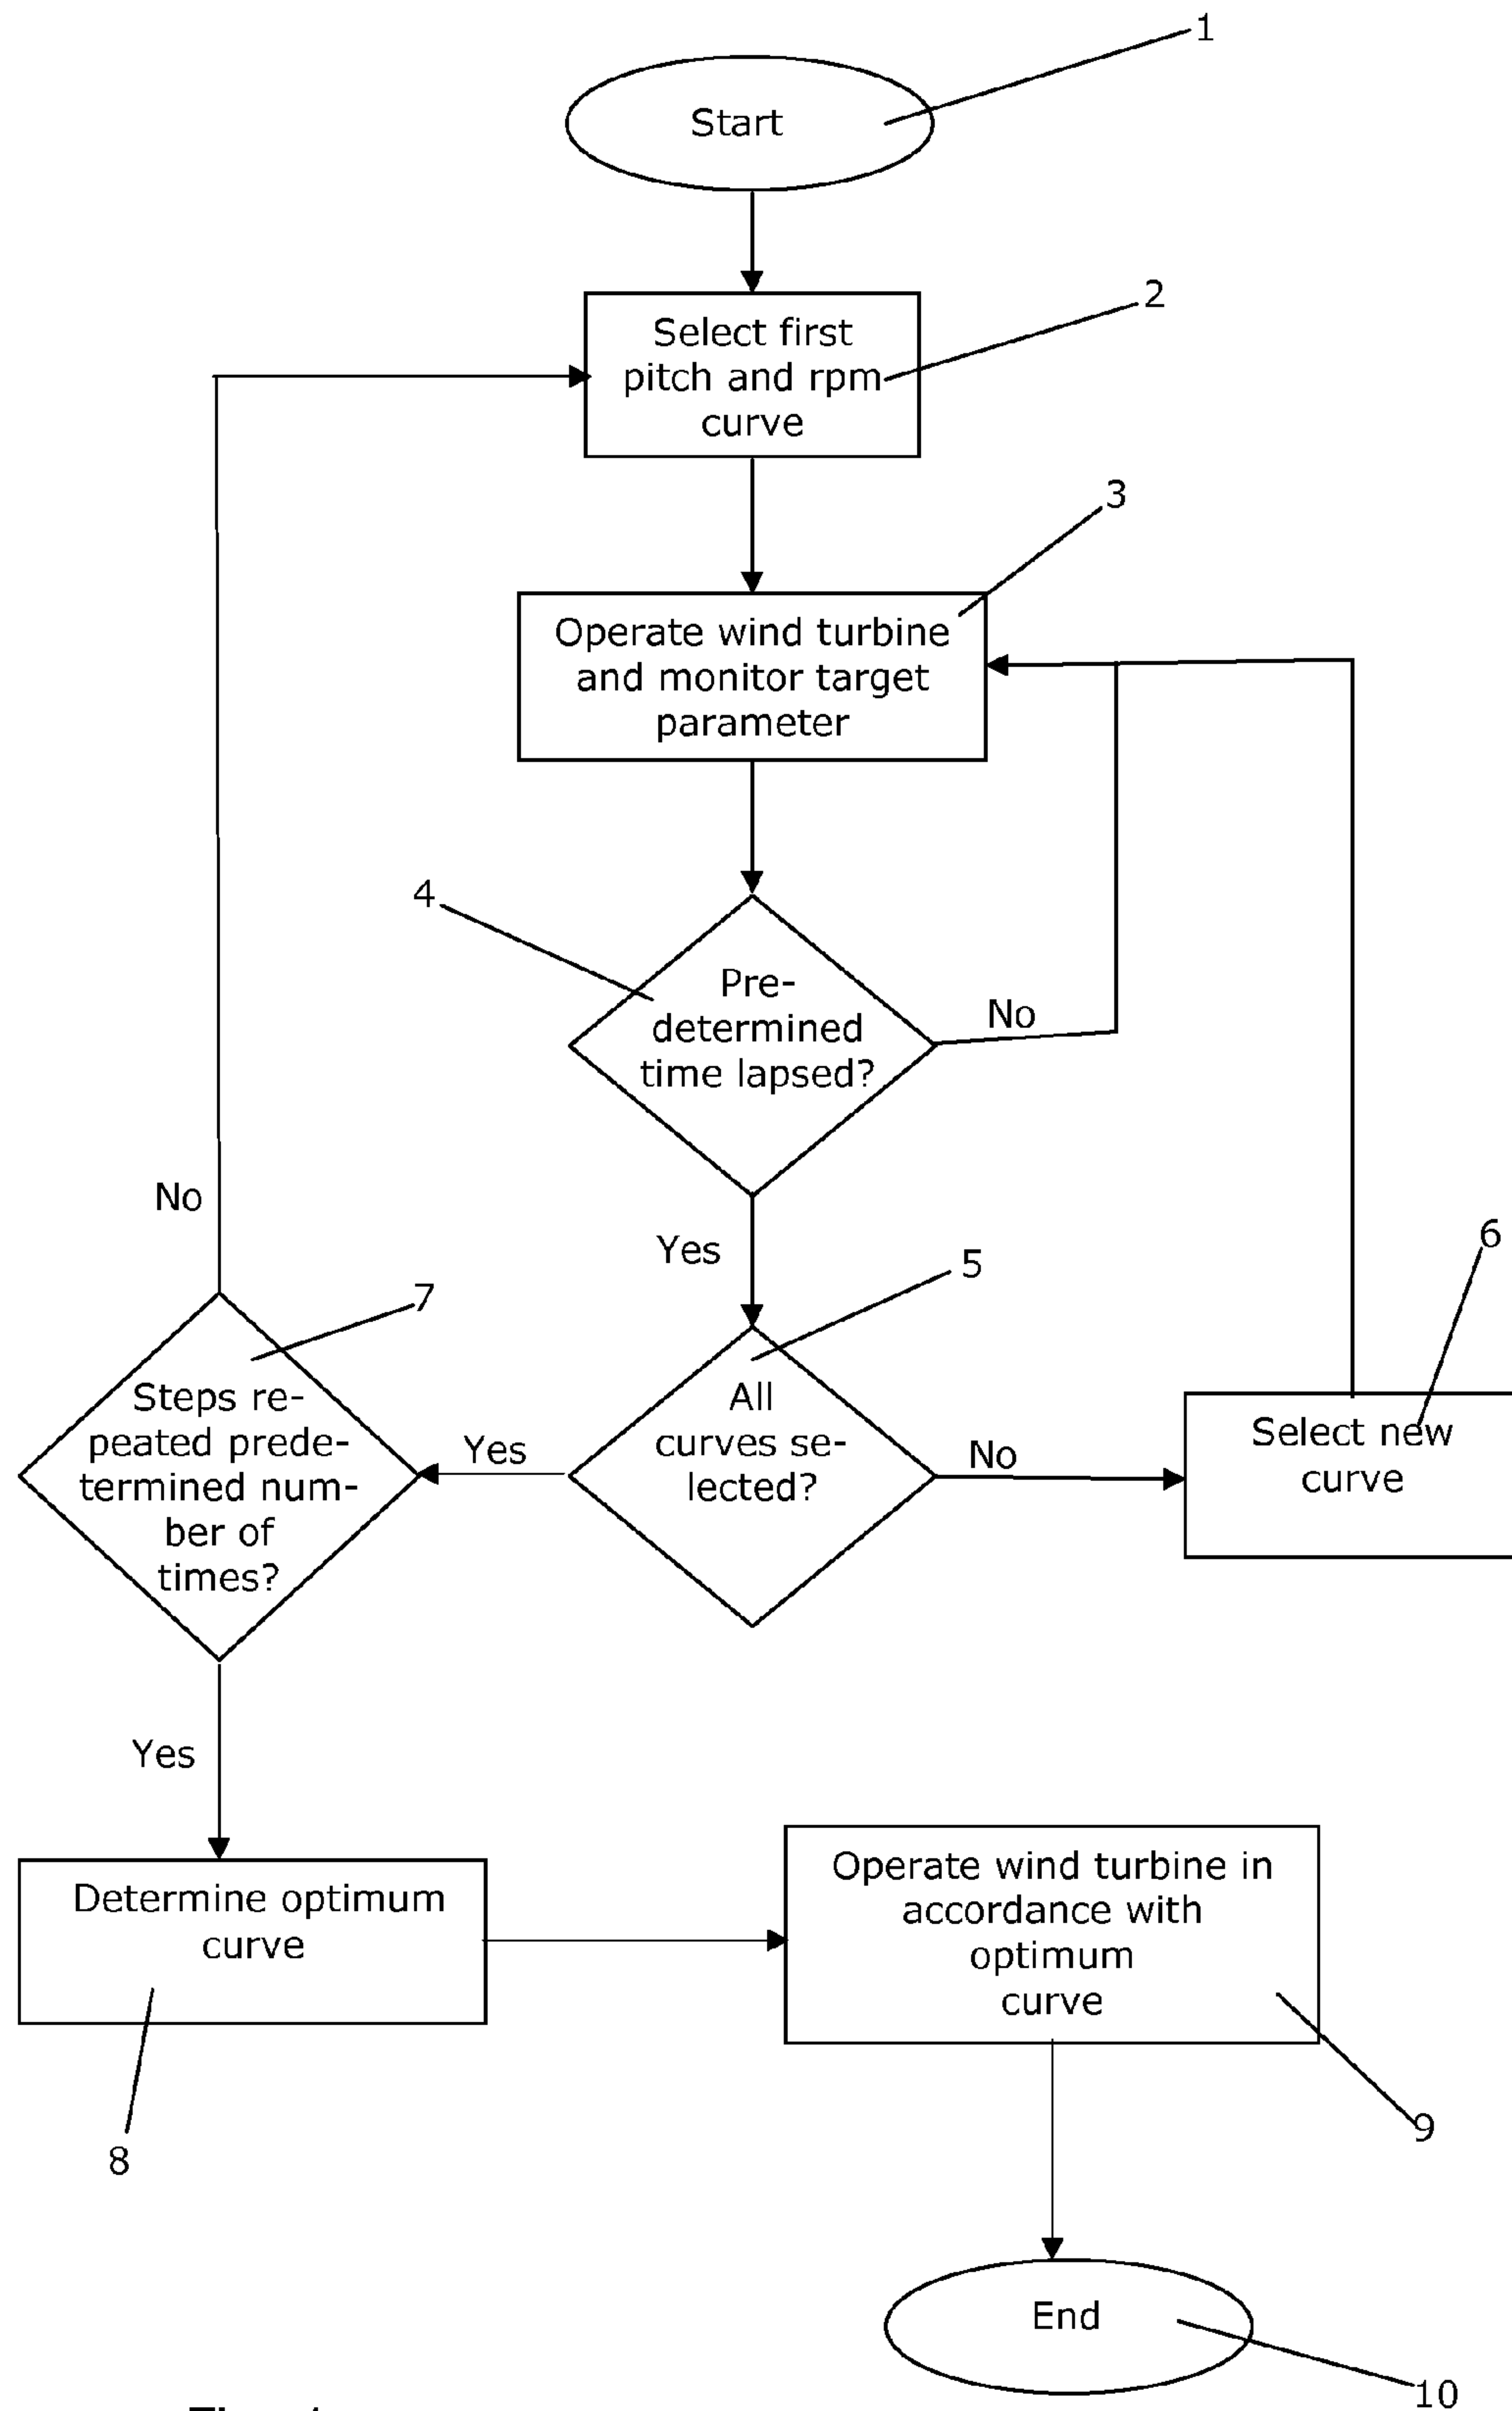 1
Start
2
Select first
pitch and rpm
curve
3
Operate wind turbine
and monitor target
parameter
4
Pre-
determined
time lapsed?
No
Yes
5
6
No
7
Steps re-
peated prede-
termined num-
ber of
times?
Yes
All
curves se-
lected?
No
Select new
curve
Yes
Determine optimum
curve
Operate wind turbine in
accordance with
optimum
curve
8
9
End
10